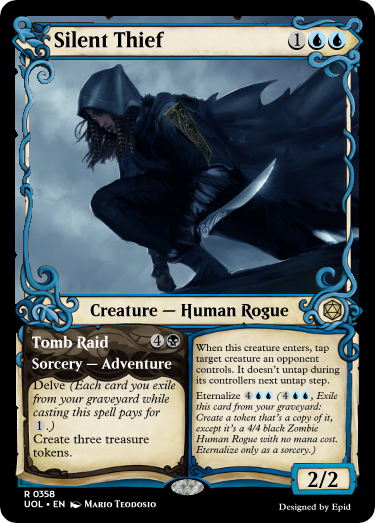 Silent Thief 1
Creature — Human Rogue
Tomb Raid 4
Sorcery — Adventure
Delve (Each card you exile
from your graveyard while
casting this spell pays for
1.)
Create three treasure
tokens.
When this creature enters, tap
target creature an opponent
controls. It doesn't untap during
its controllers next untap step.
Eternalize 4 (4, Exile
this card from your graveyard:
Create a token that's a copy of it,
except it's a 4/4 black Zombie
Human Rogue with no mana cost.
Eternalize only as a sorcery.)
2/2
R 0358
UOL • EN Mario Teodosio
Designed by Epid